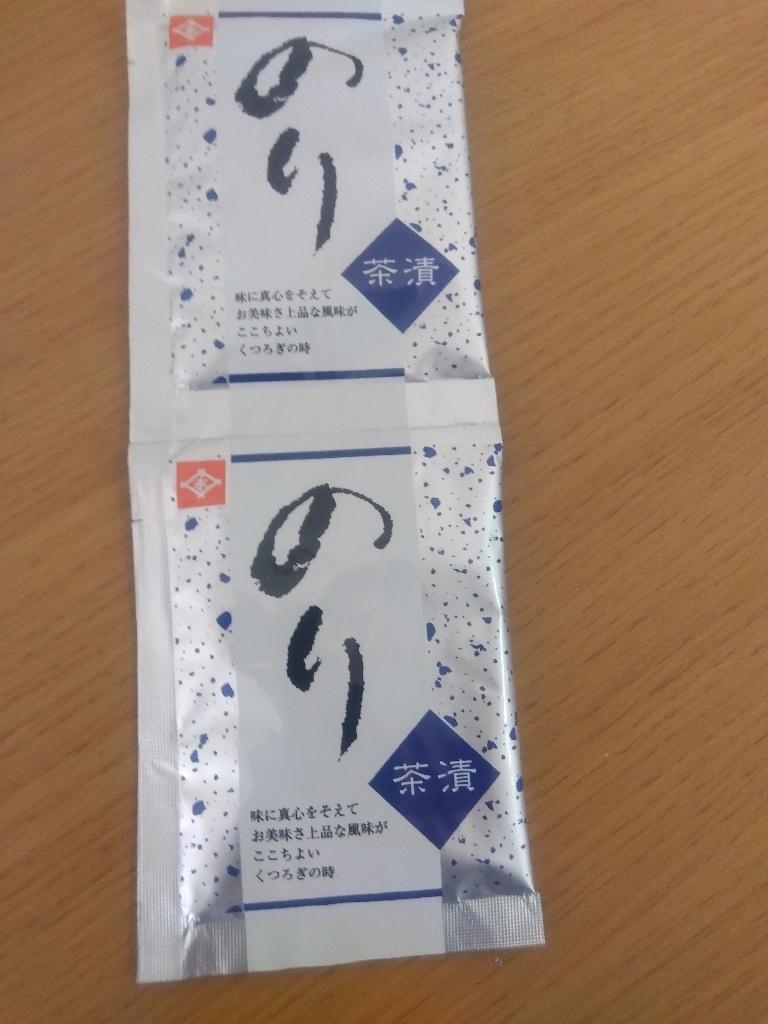 のり
茶漬
味に真心をそえて
お美味さ上品な風味が
ここちよい
くつろぎの時
のり
茶漬
味に真心をそえて
お美味さ上品な風味が
ここちよい
くつろぎの時